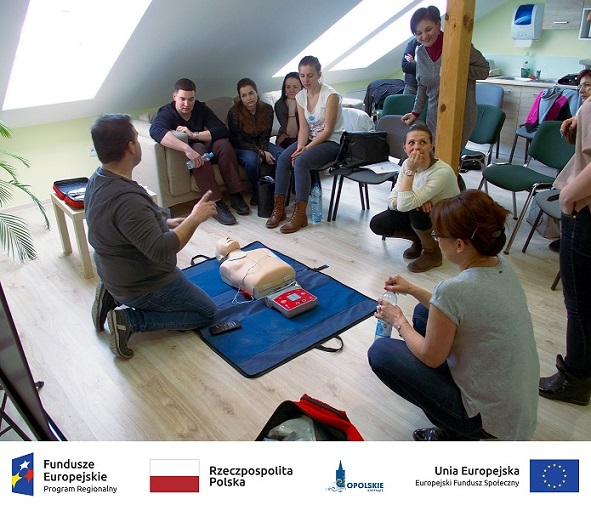 Fundusze
Europejskie
Program Regionalny
Rzeczpospolita
Polska
OPOLSKIE
Unia Europejska
Europejski Fundusz Społeczny